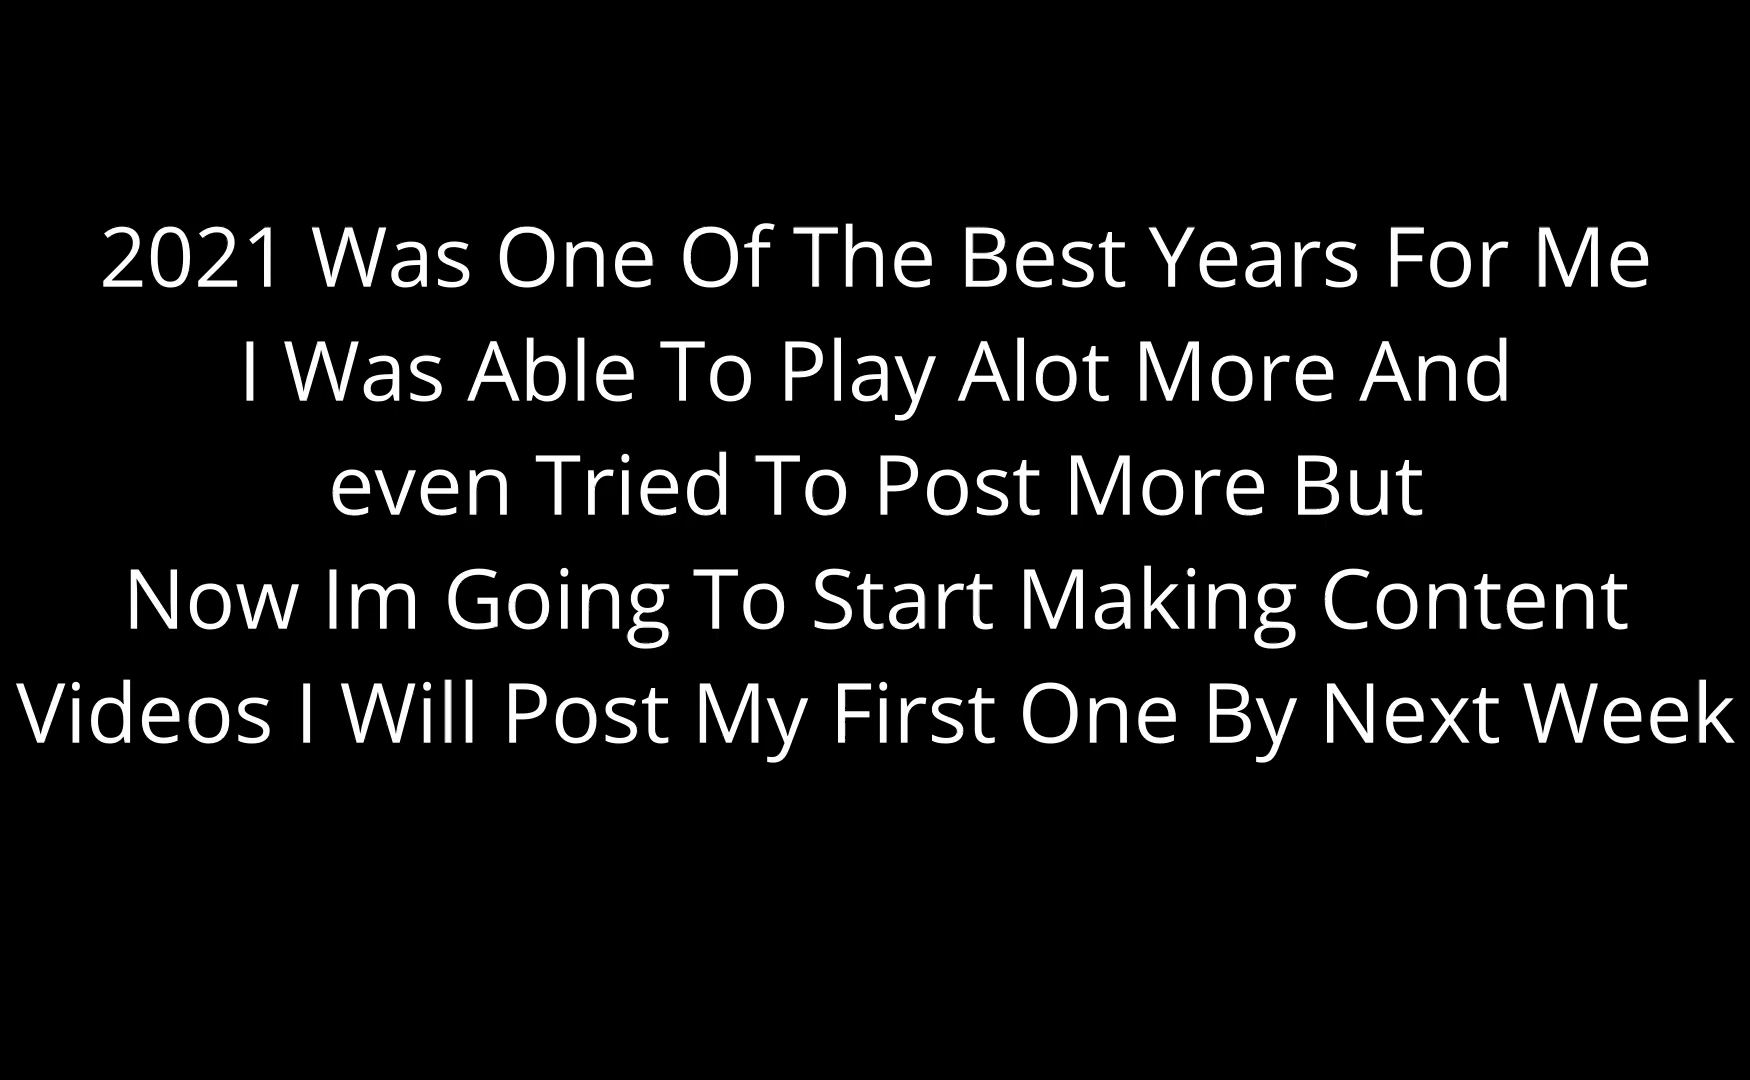 2021 Was One Of The Best Years For Me
I Was Able To Play Alot More And
even Tried To Post More But
Now Im Going To Start Making Content
Videos I Will Post My First One By Next Week